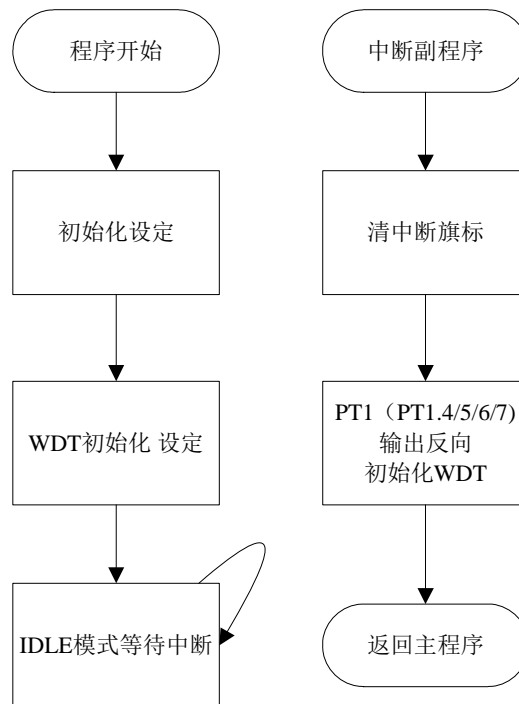 程序开始
初始化设定
WDT初始化 设定
IDLE模式等待中断
中断副程序
清中断旗标
PT1（PT1.4/5/6/7)
输出反向
初始化WDT
返回主程序